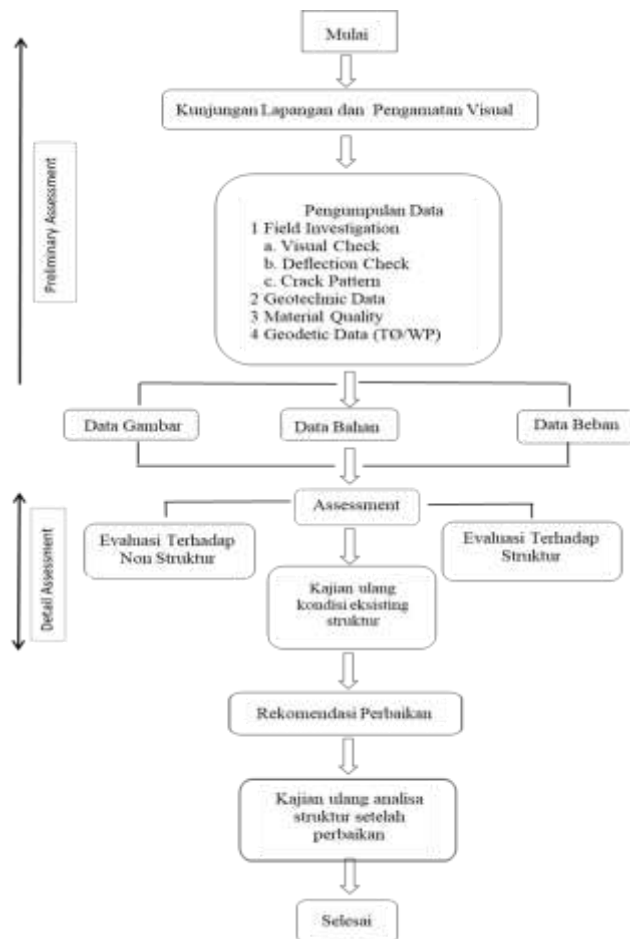 Mulai
Kunjungan Lapangan dan Pengamatan Visual
Preliminary Assessment
Pengumpulan Data
1 Field Investigation
a. Visual Check
b. Deflection Check
c. Crack Pattern
2 Geotechnic Data
3 Material Quality
4 Geodetic Data (TØ/WP)
Data Gambar
Data Bahan
Data Beban
Detail Assessment
Assessment
Evaluasi Terhadap
Non Struktur
Evaluasi Terhadap
Struktur
Kajian ulang
kondisi eksisting
struktur
Rekomendasi Perbaikan
Kajian ulang analisa
struktur setelah
perbaikan
Selesai